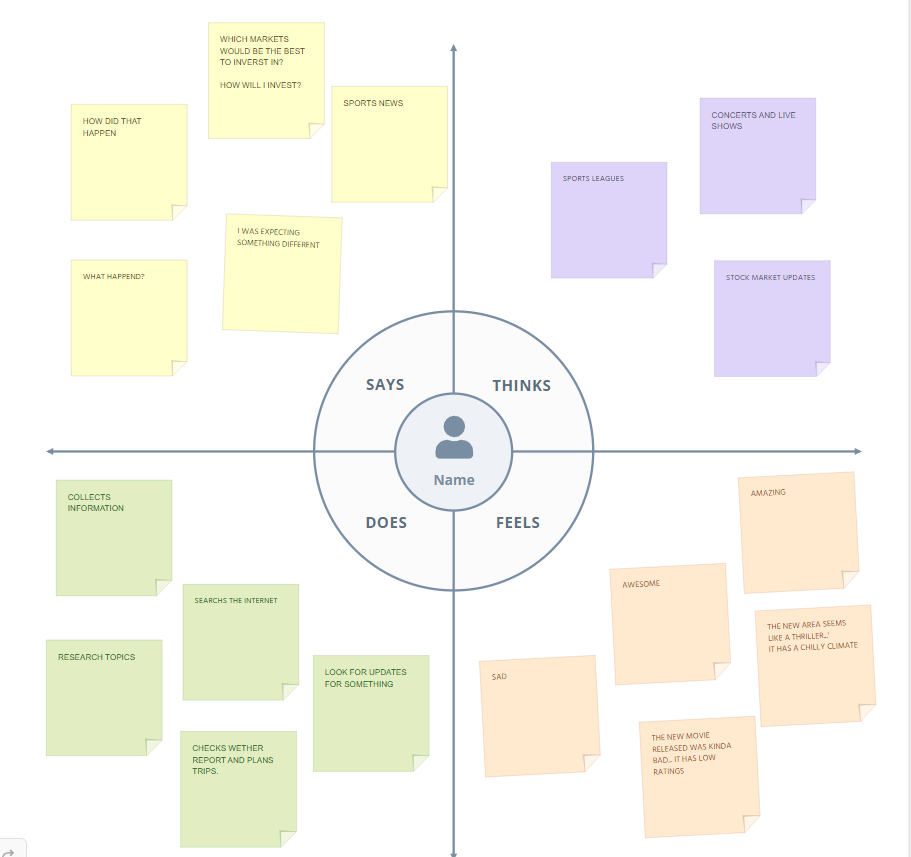 WHICH MARKETS
WOULD BE THE BEST
TO INVERST IN?
HOW WILL I INVEST?
SPORTS NEWS
HOW DID THAT
HAPPEN
I WAS EXPECTING
SOMETHING DIFFERENT
WHAT HAPPEND?
CONCERTS AND LIVE
SHOWS
SPORTS LEAGUES
STOCK MARKET UPDATES
SAYS
THINKS
Name
DOES
FEELS
COLLECTS
INFORMATION
SEARCHS THE INTERNET
RESEARCH TOPICS
LOOK FOR UPDATES
FOR SOMETHING
CHECKS WETHER
REPORT AND PLANS
TRIPS.
AMAZING
AWESOME
THE NEW AREA SEEMS
LIKE A THRILLER...'
IT HAS A CHILLY CLIMATE
SAD
THE NEW MOVIE
RELEASED WAS KINDA
BAD... IT HAS LOW
RATINGS